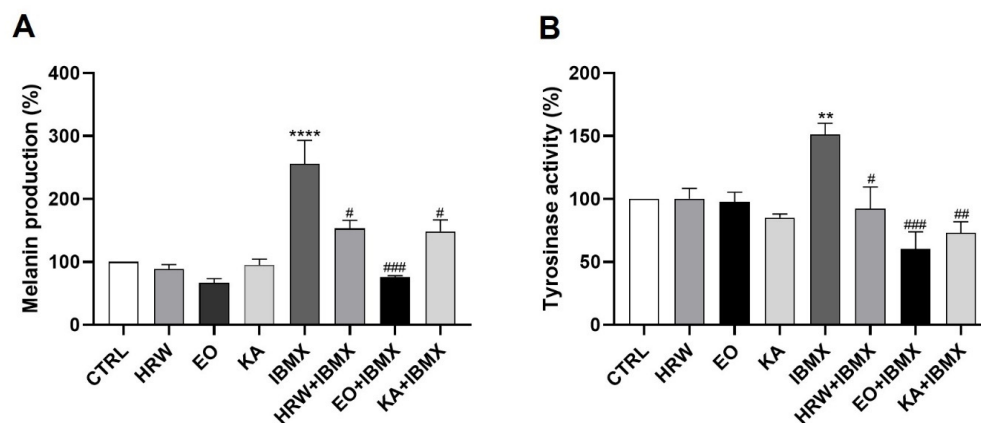 A
Melanin production (%)
400
300
200
100
0
****
#
###
#
CTRL
HRW
EO
KA
IBMX
HRW+IBMX
EO+IBMX
KA+IBMX
B
Tyrosinase activity (%)
200
150
100
50
0
**
#
###
##
CTRL
HRW
EO
KA
IBMX
HRW+IBMX
EO+IBMX
KA+IBMX